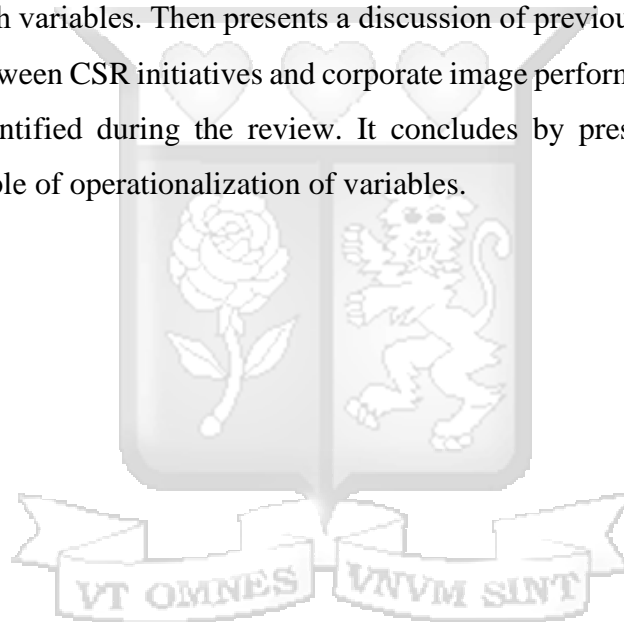 h variables. Then presents a discussion of previou
ween CSR initiatives and corporate image perform
ntified during the review. It concludes by pres
ble of operationalization of variables.
VT OMNES VNVM SINT